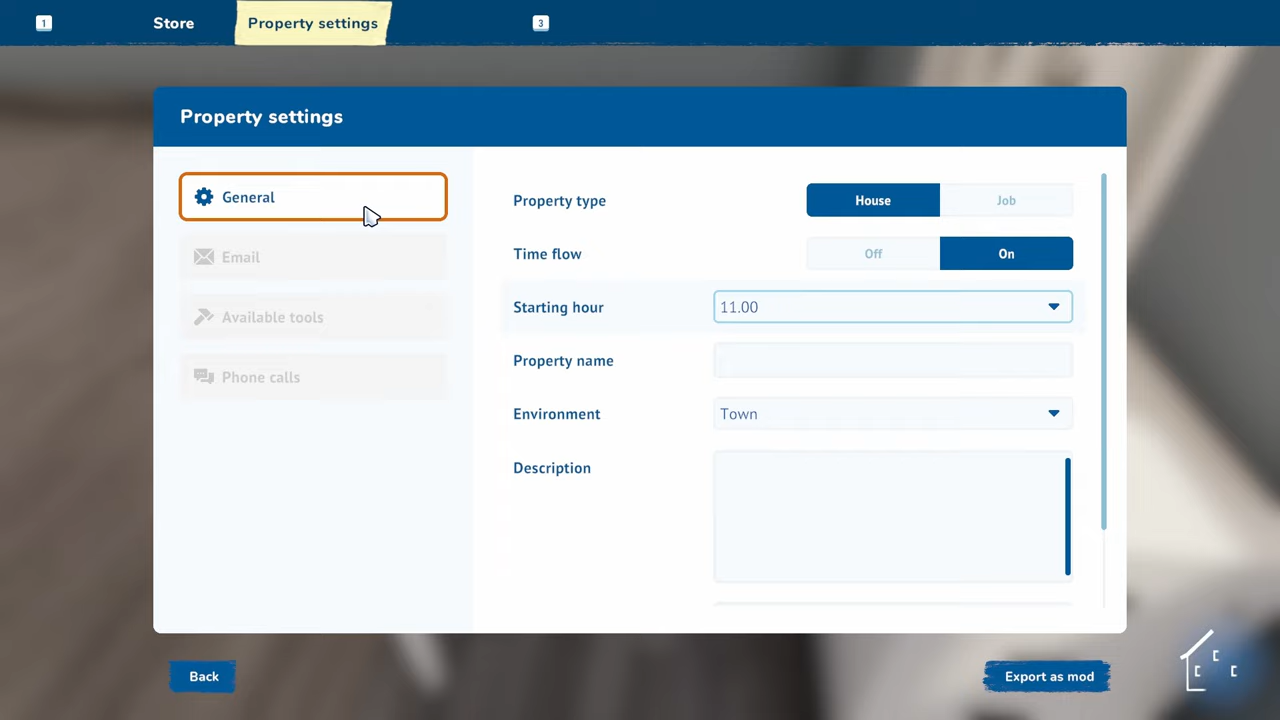 1
Store
Property settings
3
Property settings
General
Email
Available tools
Phone calls
Property type
House
Job
Time flow
Off
On
Starting hour
11.00
Property name
Environment
Town
Description
Back
Export as mod